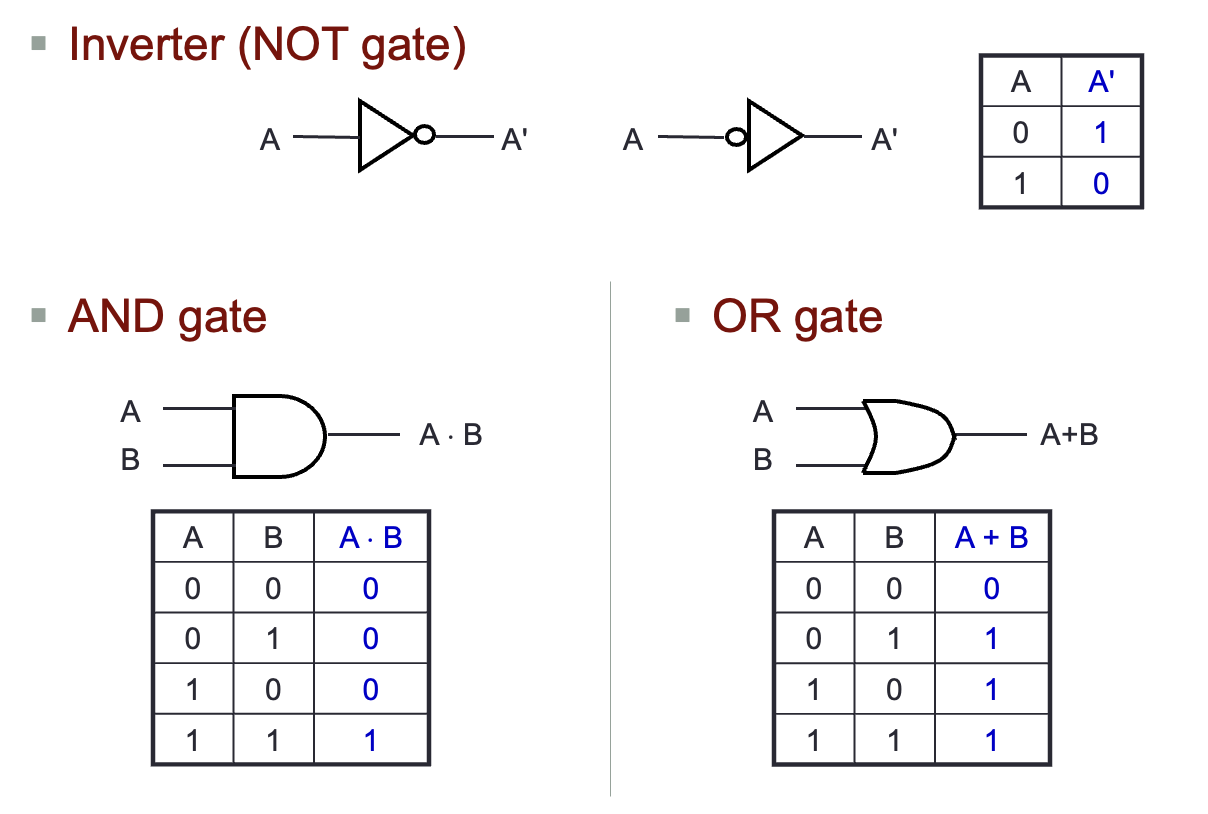 Inverter (NOT gate)
A A' A A'
A A'
0 1
1 0
AND gate
A
B
A · B
A B A · B
0 0 0
0 1 0
1 0 0
1 1 1
OR gate
A
B
A+B
A B A + B
0 0 0
0 1 1
1 0 1
1 1 1